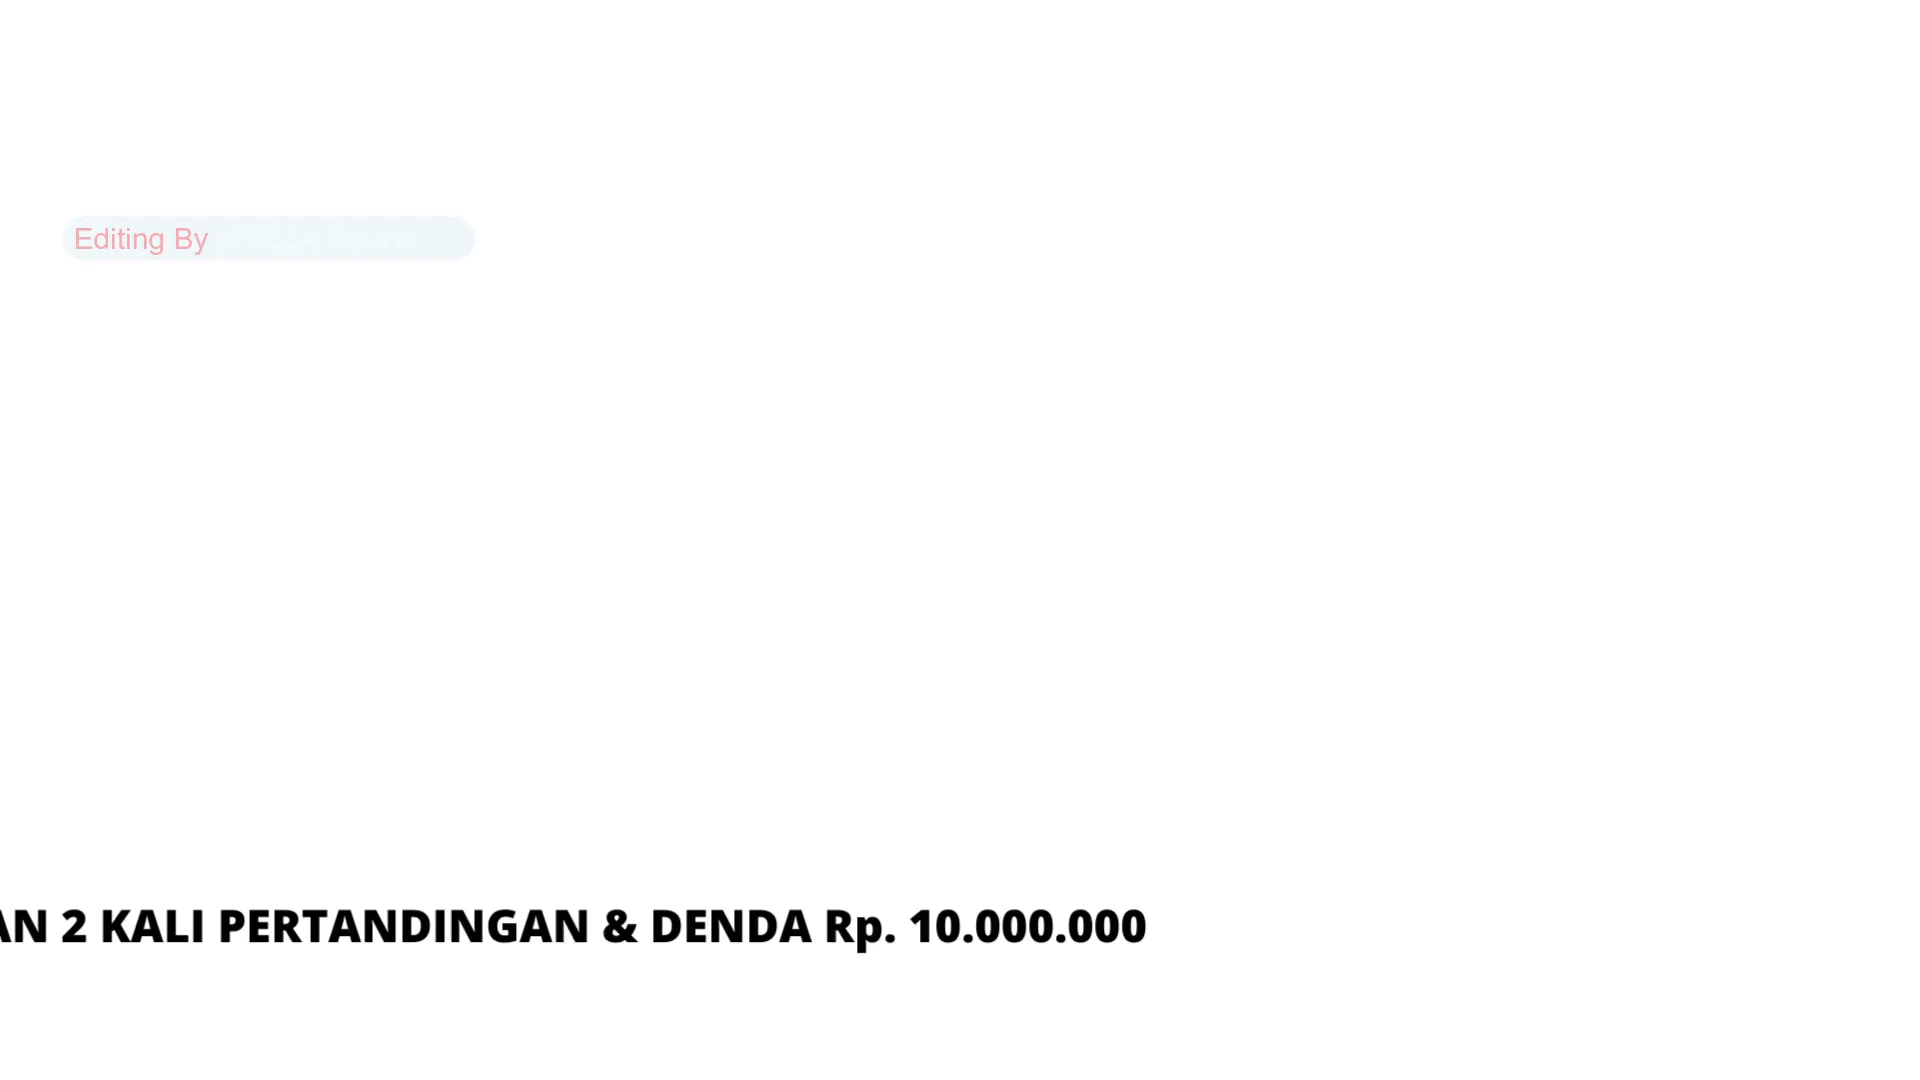 Editing By
AN 2 KALI PERTANDINGAN & DENDA Rp. 10.000.000